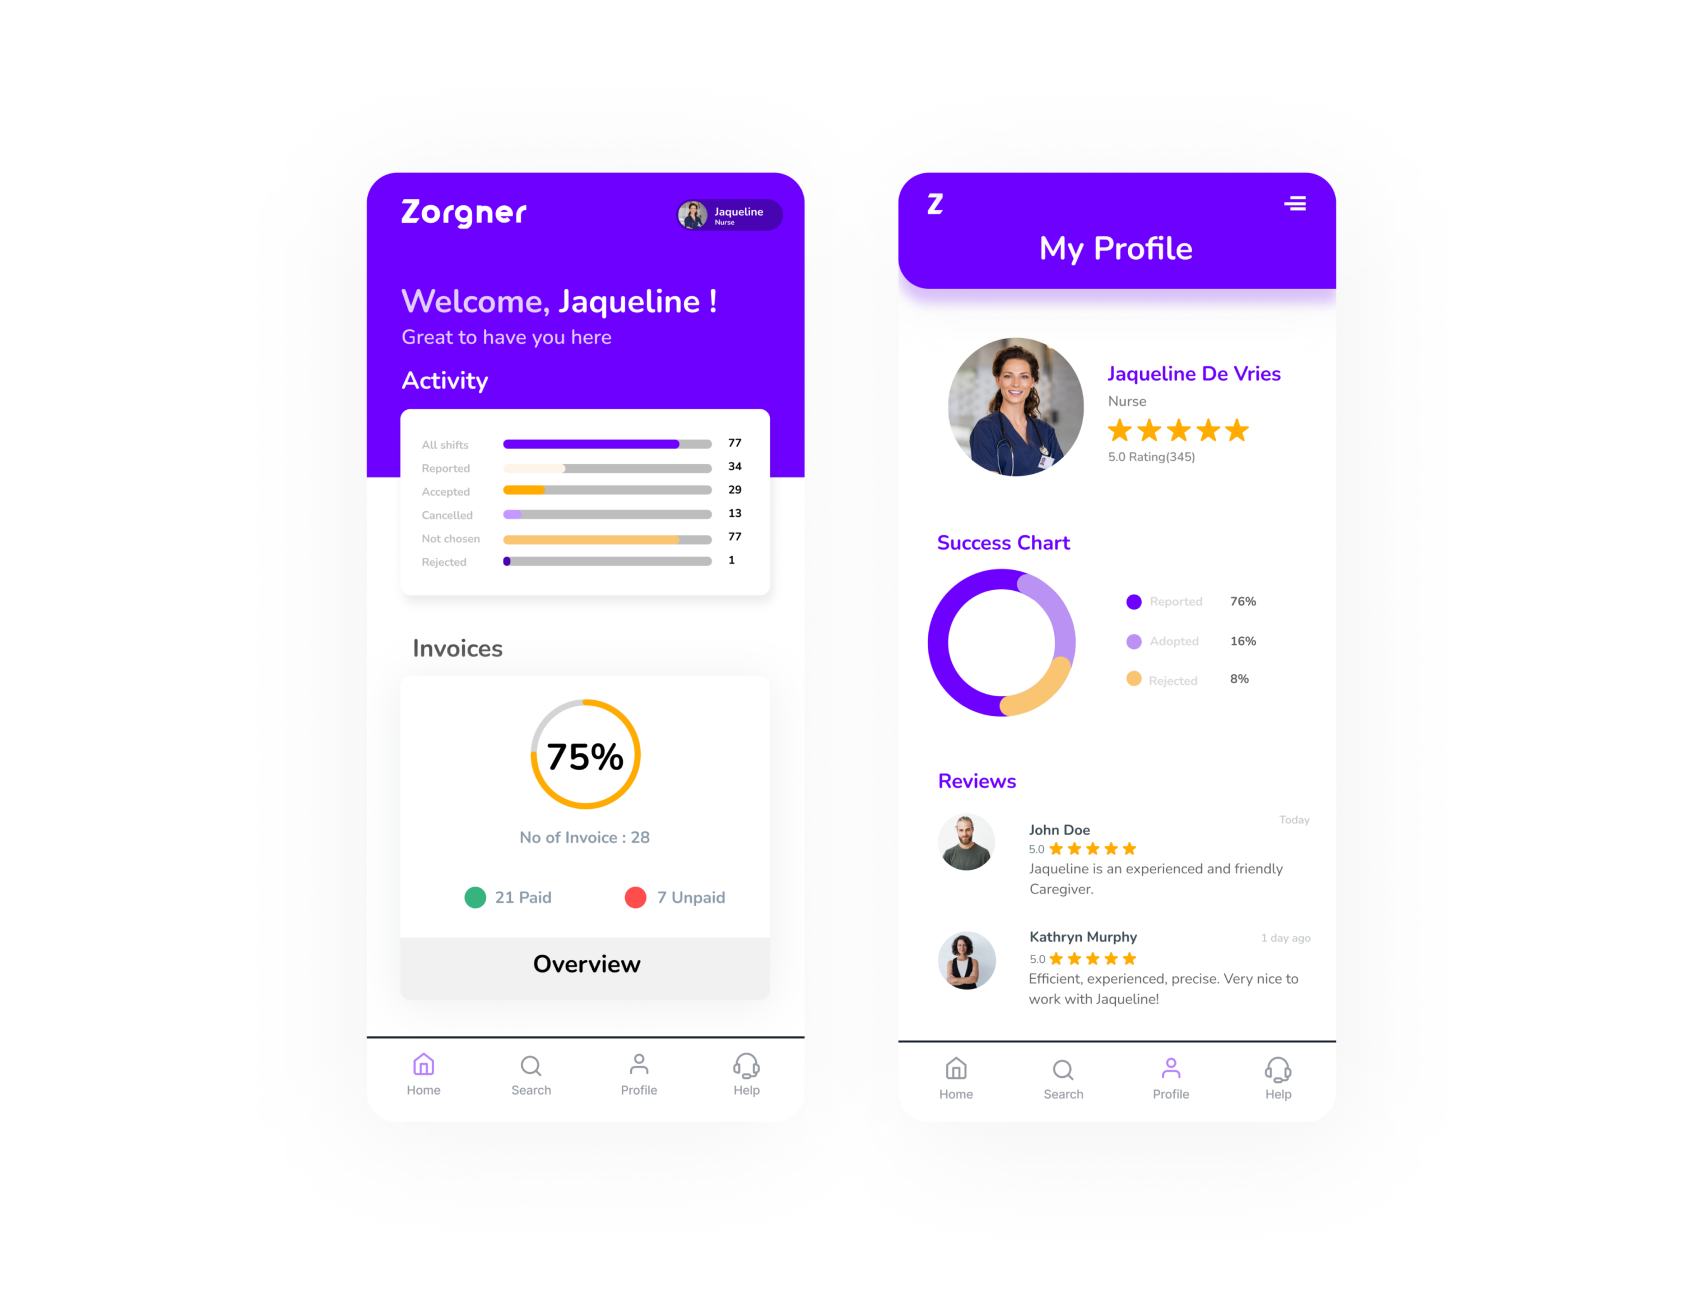 Zorgner
Jaqueline
Nurse
Welcome, Jaqueline !
Great to have you here
Activity
All shifts 77
Reported 34
Accepted 29
Cancelled 13
Not chosen 77
Rejected 1
Invoices
75%
No of Invoice : 28
21 Paid 7 Unpaid
Overview
Home Search Profile Help
Z
My Profile
Jaqueline De Vries
Nurse
5.0 Rating(345)
Success Chart
Reported 76%
Adopted 16%
Rejected 8%
Reviews
John Doe Today
5.0
Jaqueline is an experienced and friendly
Caregiver.
Kathryn Murphy 1 day ago
5.0
Efficient, experienced, precise. Very nice to
work with Jaqueline!
Home Search Profile Help